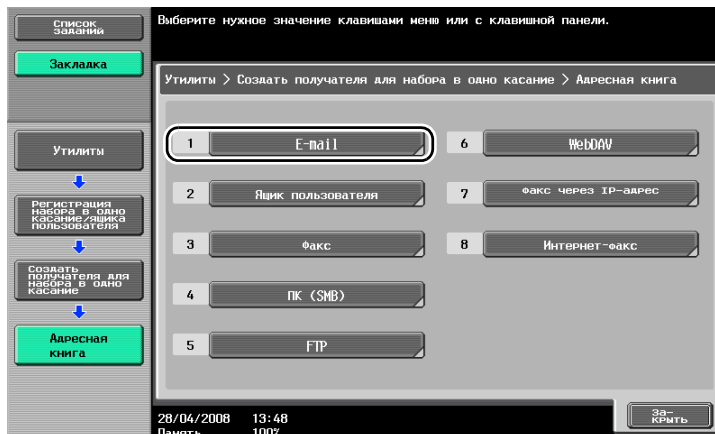 Список
заданий
Выберите нужное значение клавишами меню или с клавишной панели.
Закладка
Утилиты > Создать получателя для набора в одно касание > Адресная книга
Утилиты
Регистрация
набора в одно
касание/ящика
пользователя
Создать
получателя для
набора в одно
касание
Адресная
книга
1 E-mail
2 Ящик пользователя
3 Факс
4 ПК (SMB)
5 FTP
6 WebDAV
7 Факс через IP-адрес
8 Интернет-факс
28/04/2008 13:48
Память 100%
За-
крыть